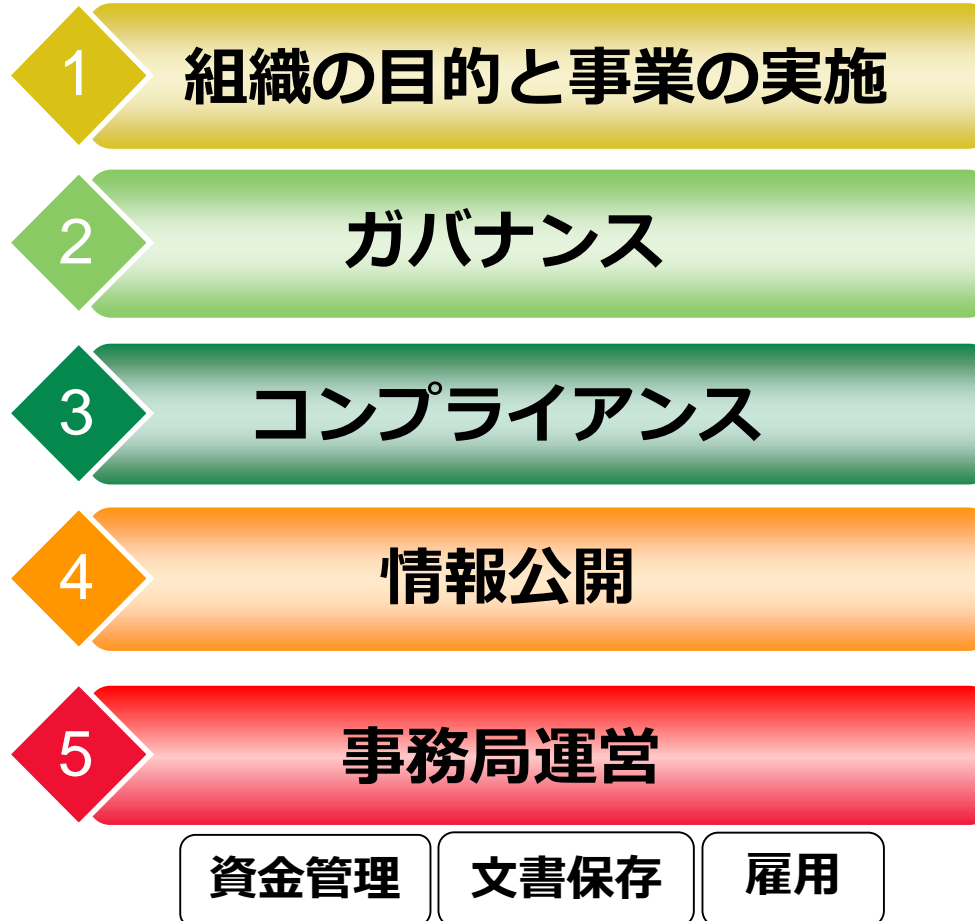 1 組織の目的と事業の実施
2 ガバナンス
3 コンプライアンス
4 情報公開
5 事務局運営
資金管理 文書保存 雇用